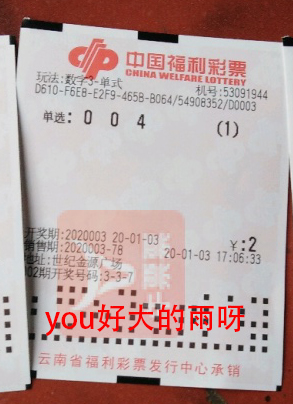 中国福利彩票
CHINA WELFARE LOTTERY
玩法:数字3-单式 机号:53091944
D610-F6E8-E2F9-465B-B064/54908352/D0003
单选: 0 0 4 (1)
开奖期:2020003 20-01-03 ¥:2
销售期:2020003-78 20-01-03 17:06:33
地址:世纪金源广场
002期开奖号码:3-3-7
you好大的雨呀
云南省福利彩票发行中心承销